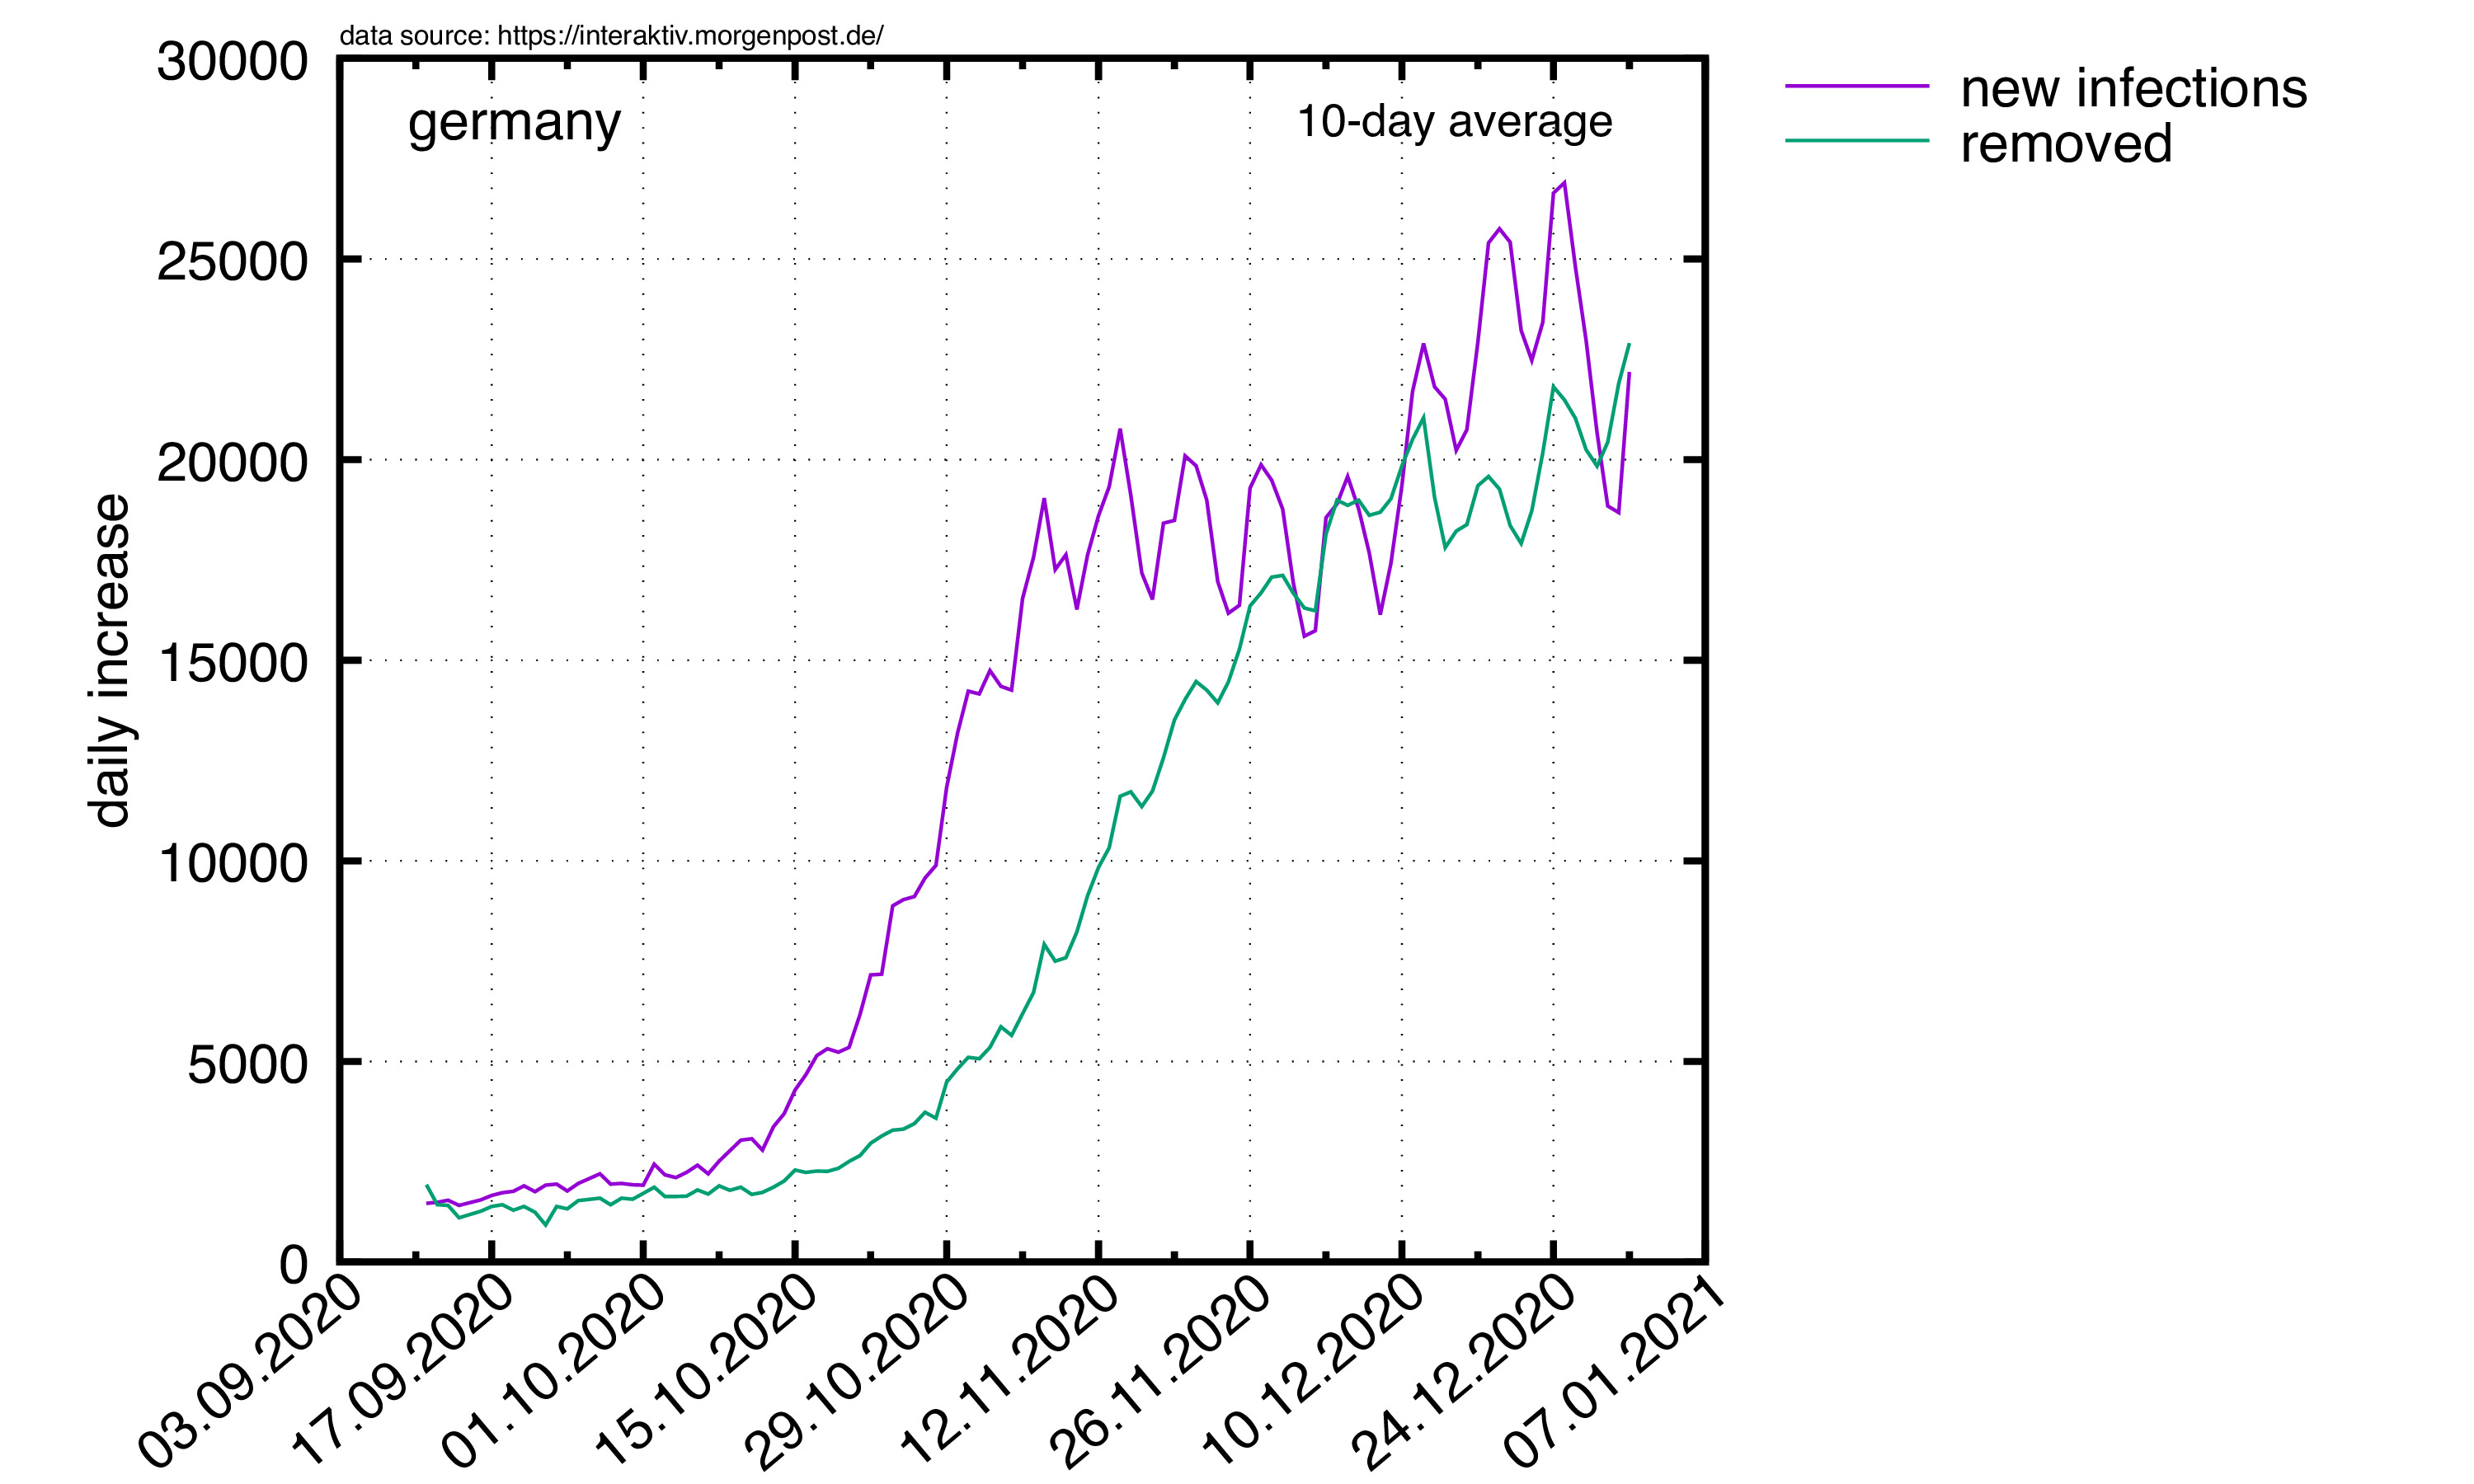 data source: https://interaktiv.morgenpost.de/
germany
10-day average
new infections
removed
daily increase
30000
25000
20000
15000
10000
5000
0
03.09.2020
17.09.2020
01.10.2020
15.10.2020
29.10.2020
12.11.2020
26.11.2020
10.12.2020
24.12.2020
07.01.2021